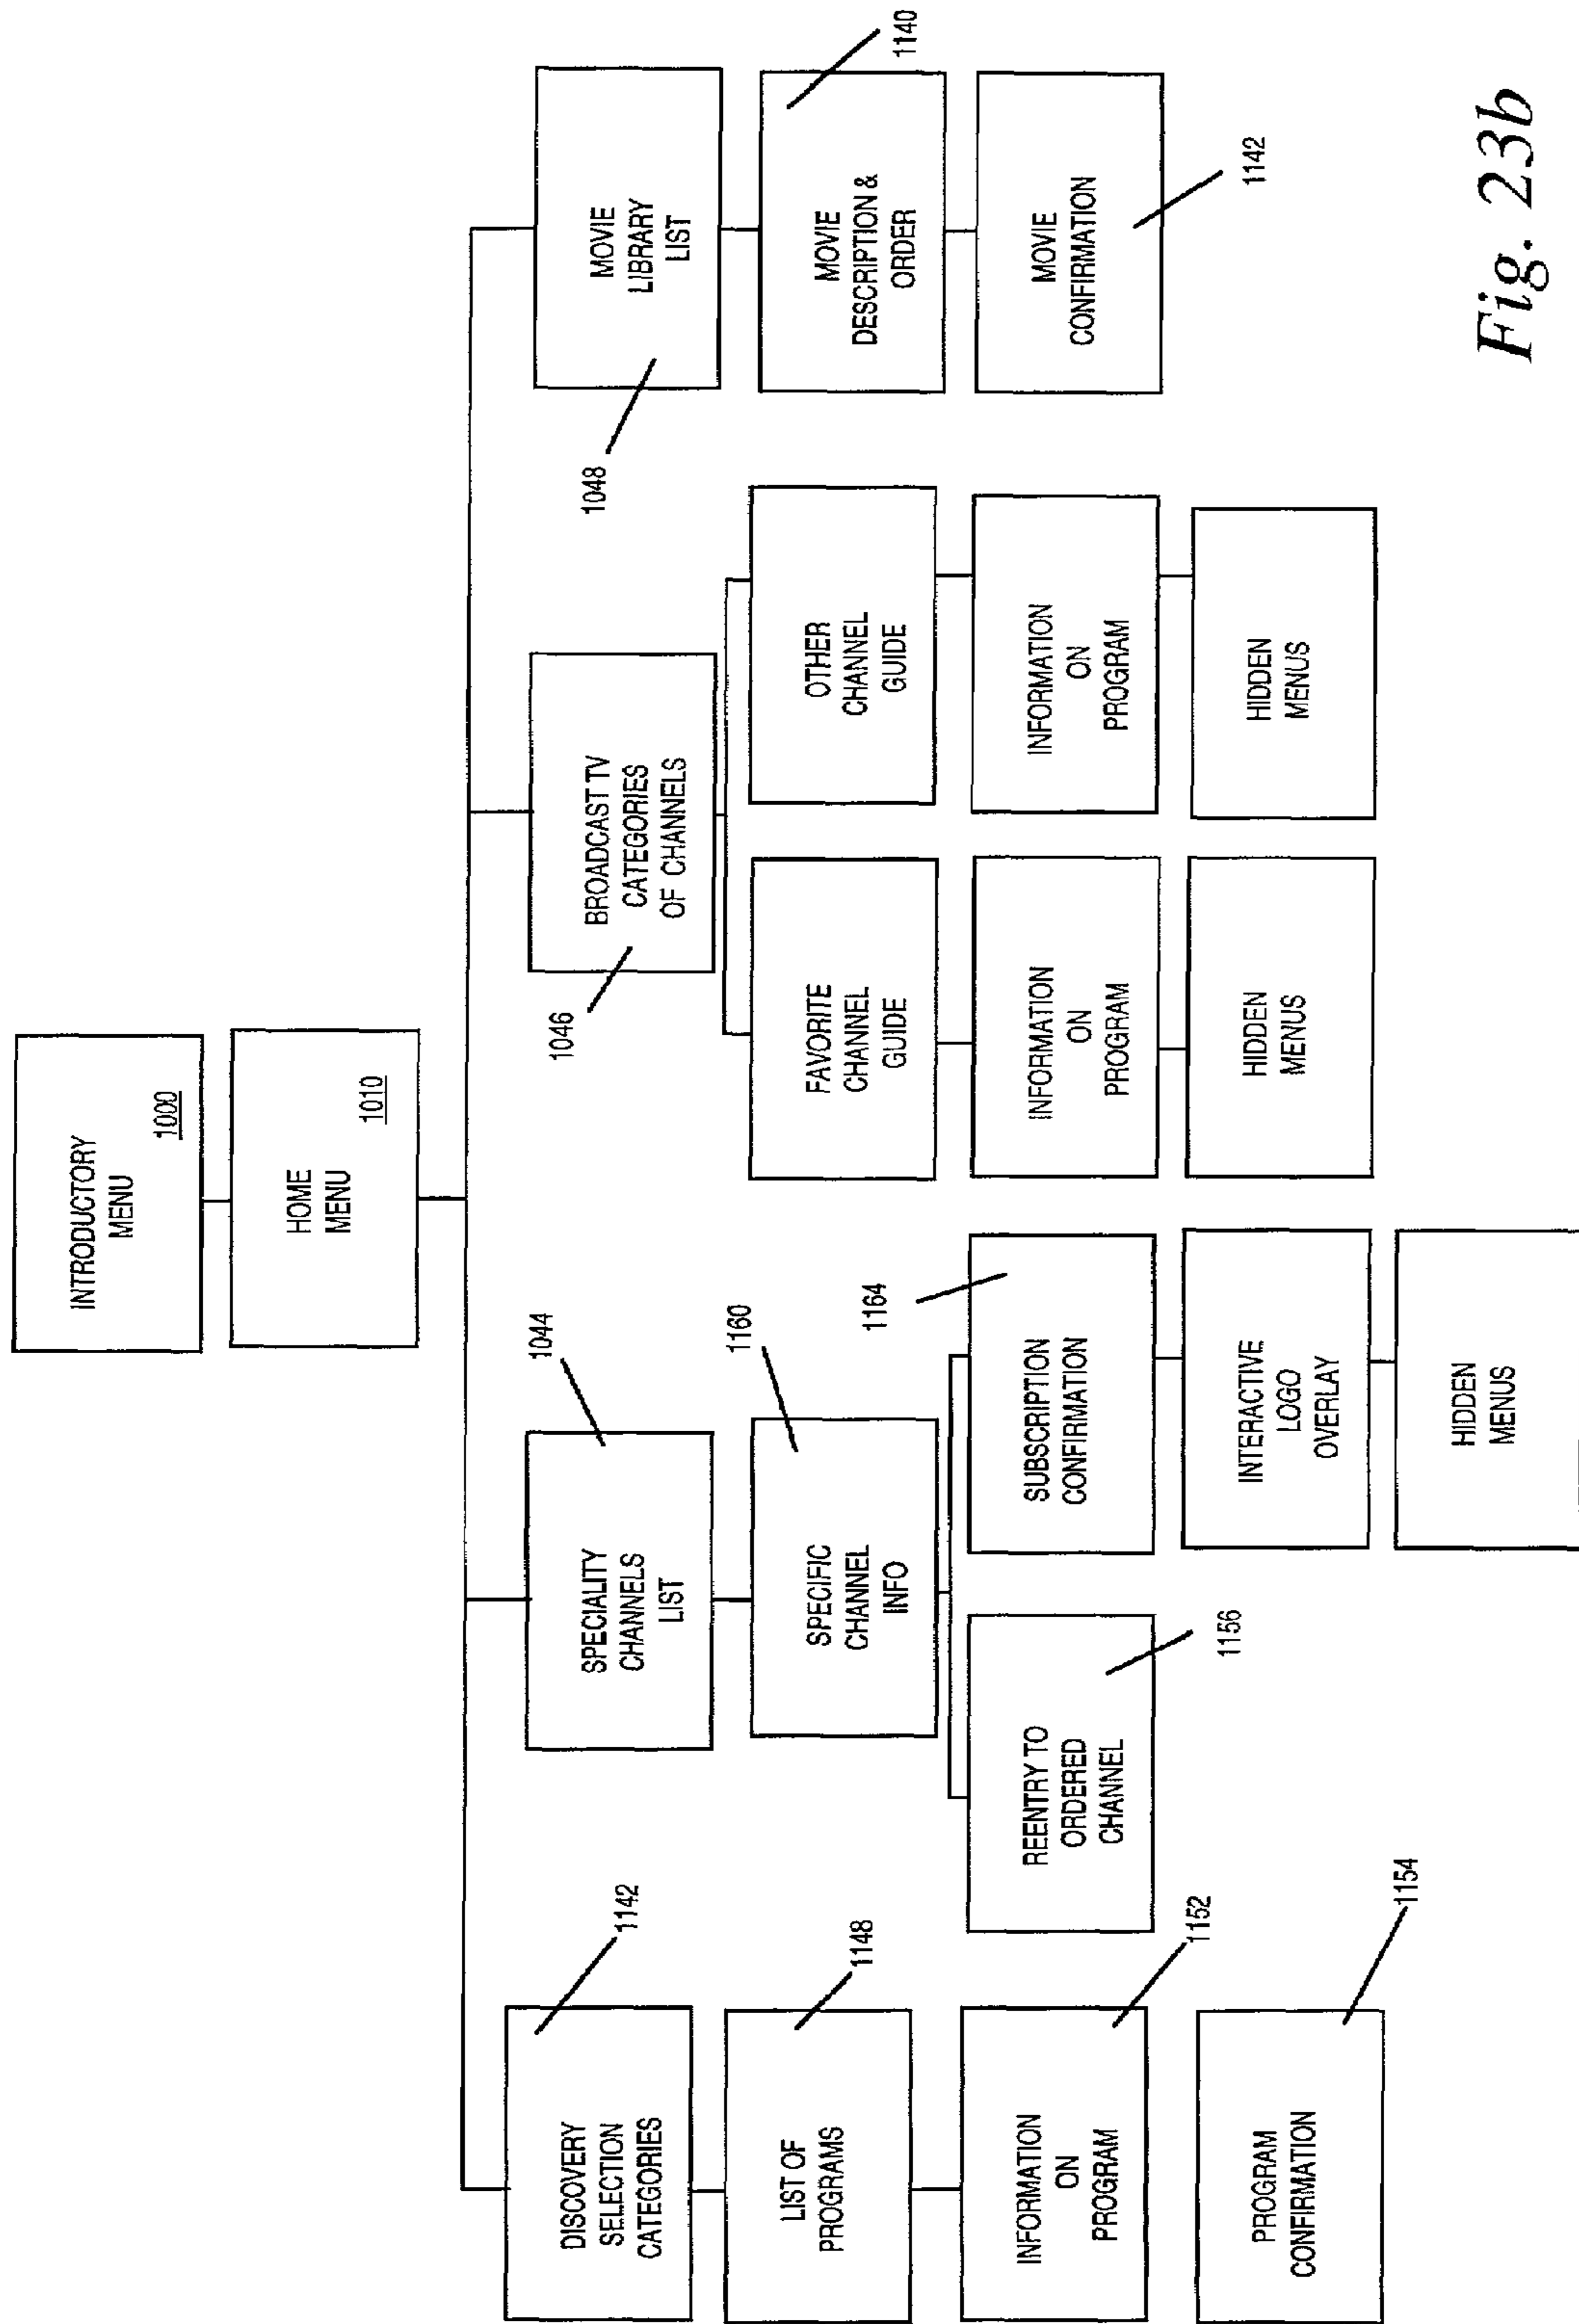 INTRODUCTORY
MENU
1000
HOME
MENU
1010
DISCOVERY
SELECTION
CATEGORIES
1142
LIST OF
PROGRAMS
1148
INFORMATION
ON
PROGRAM
1152
PROGRAM
CONFIRMATION
1154
SPECIALITY
CHANNELS
LIST
1044
SPECIFIC
CHANNEL
INFO
1160
REENTRY TO
ORDERED
CHANNEL
1156
SUBSCRIPTION
CONFIRMATION
1164
INTERACTIVE
LOGO
OVERLAY
HIDDEN
MENUS
BROADCAST TV
CATEGORIES
OF CHANNELS
1046
FAVORITE
CHANNEL
GUIDE
INFORMATION
ON
PROGRAM
HIDDEN
MENUS
OTHER
CHANNEL
GUIDE
INFORMATION
ON
PROGRAM
HIDDEN
MENUS
MOVIE
LIBRARY
LIST
1048
MOVIE
DESCRIPTION &
ORDER
1140
MOVIE
CONFIRMATION
1142
Fig. 23b